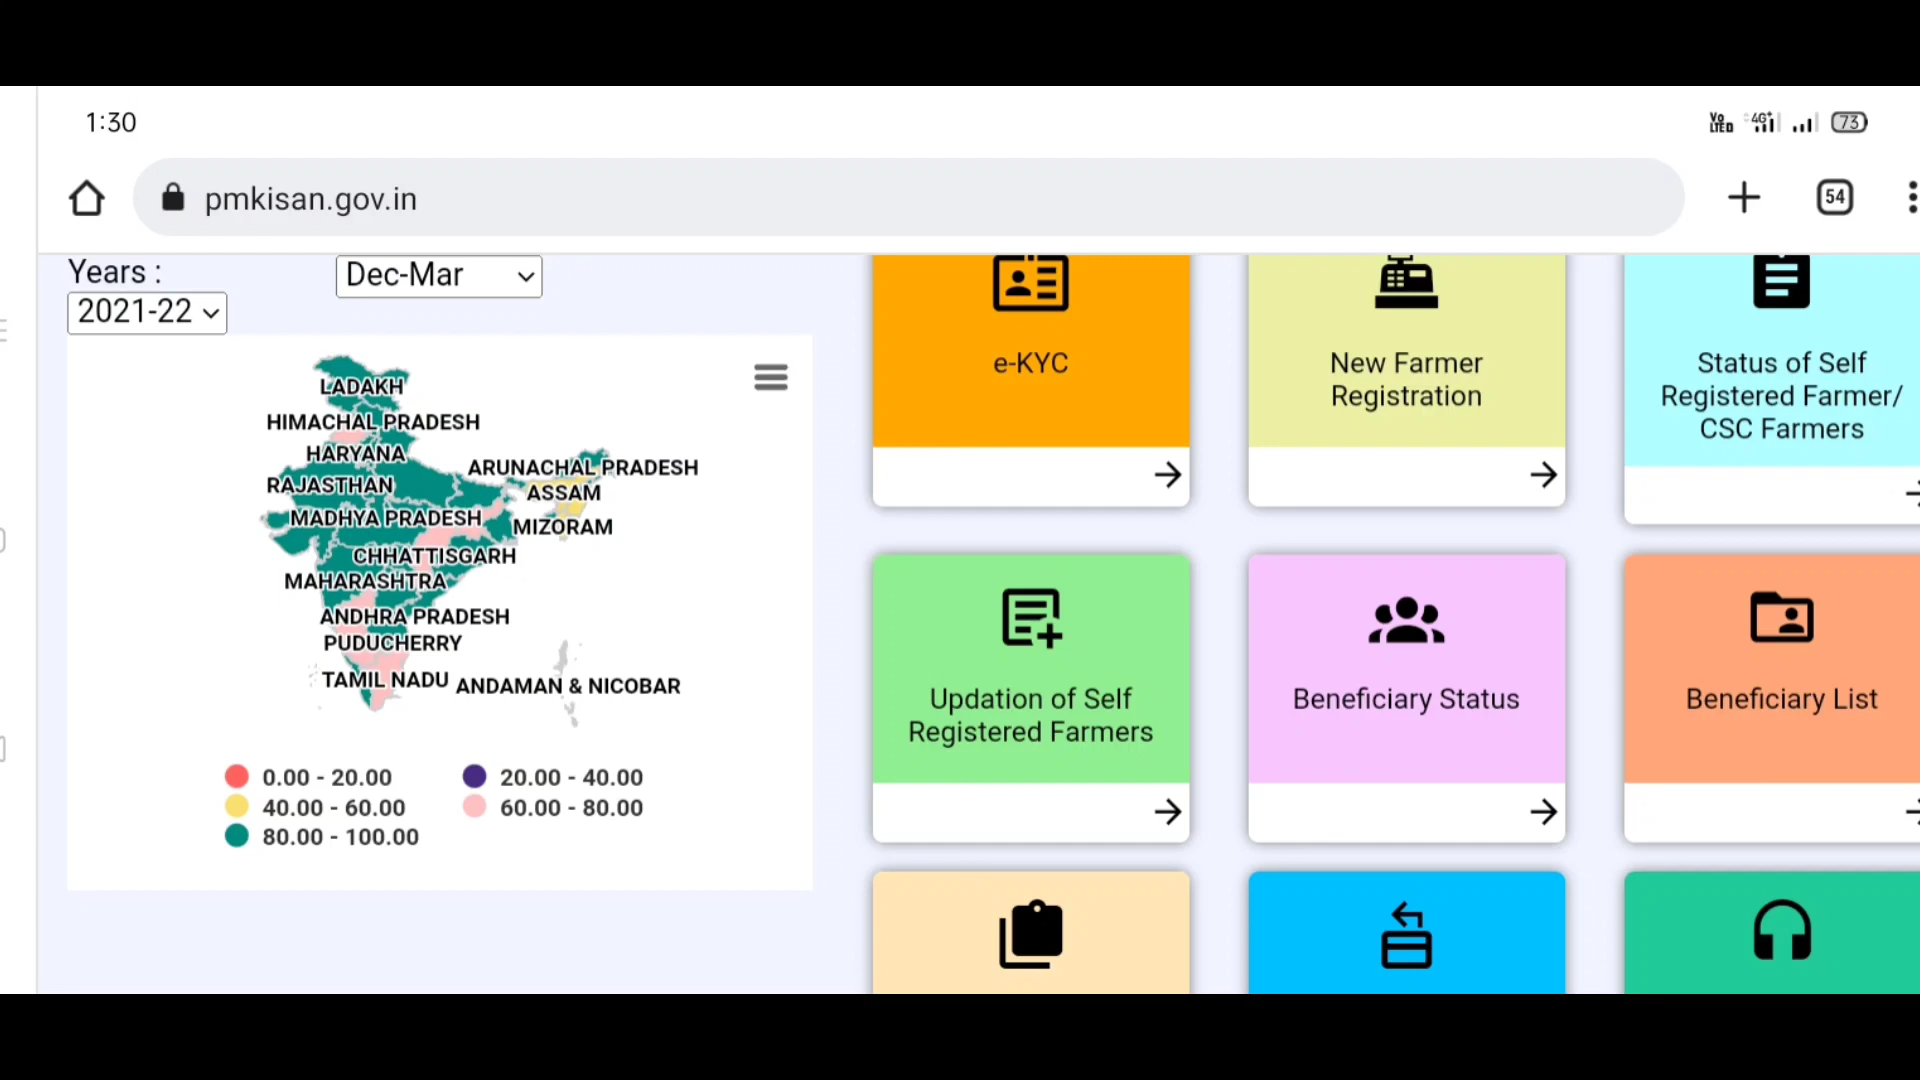 1:30
Vo LTED 4G+ 73
pmkisan.gov.in
54
Years :
Dec-Mar
2021-22
LADAKH
HIMACHAL PRADESH
HARYANA
ARUNACHAL PRADESH
RAJASTHAN
ASSAM
MADHYA PRADESH
MIZORAM
CHHATTISGARH
MAHARASHTRA
ANDHRA PRADESH
PUDUCHERRY
TAMIL NADU
ANDAMAN & NICOBAR
0.00 - 20.00
20.00 - 40.00
40.00 - 60.00
60.00 - 80.00
80.00 - 100.00
e-KYC
New Farmer
Registration
Status of Self
Registered Farmer/
CSC Farmers
Updation of Self
Registered Farmers
Beneficiary Status
Beneficiary List